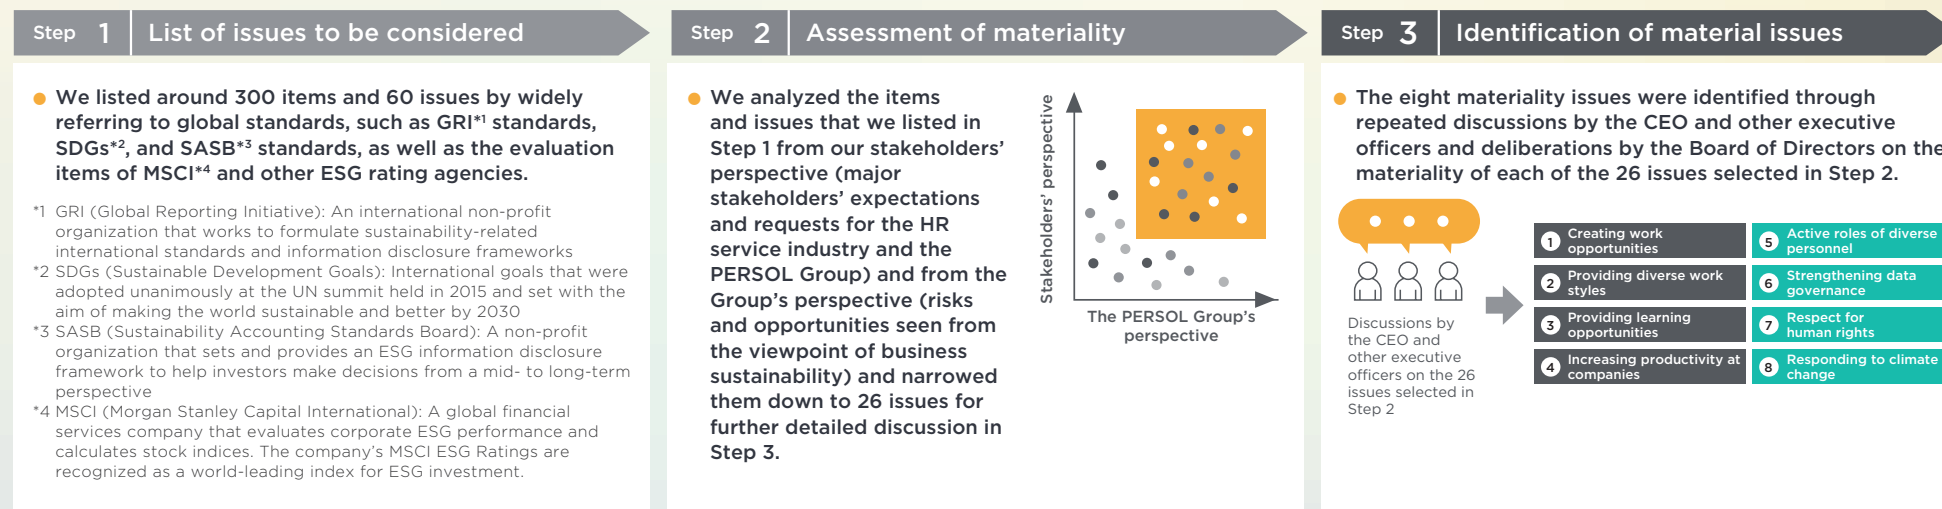 Step 1 List of issues to be considered
We listed around 300 items and 60 issues by widely
referring to global standards, such as GRI*1 standards,
SDGs*2, and SASB*3 standards, as well as the evaluation
items of MSCI*4 and other ESG rating agencies.
*1 GRI (Global Reporting Initiative): An international non-profit
organization that works to formulate sustainability-related
international standards and information disclosure frameworks
*2 SDGs (Sustainable Development Goals): International goals that were
adopted unanimously at the UN summit held in 2015 and set with the
aim of making the world sustainable and better by 2030
*3 SASB (Sustainability Accounting Standards Board): A non-profit
organization that sets and provides an ESG information disclosure
framework to help investors make decisions from a mid- to long-term
perspective
*4 MSCI (Morgan Stanley Capital International): A global financial
services company that evaluates corporate ESG performance and
calculates stock indices. The company's MSCI ESG Ratings are
recognized as a world-leading index for ESG investment.
Step 2 Assessment of materiality
We analyzed the items
and issues that we listed in
Step 1 from our stakeholders'
perspective (major
stakeholders' expectations
and requests for the HR
service industry and the
PERSOL Group) and from the
Group's perspective (risks
and opportunities seen from
the viewpoint of business
sustainability) and narrowed
them down to 26 issues for
further detailed discussion in
Step 3.
Stakeholders' perspective
The PERSOL Group's
perspective
Step 3 Identification of material issues
The eight materiality issues were identified through
repeated discussions by the CEO and other executive
officers and deliberations by the Board of Directors on the
materiality of each of the 26 issues selected in Step 2.
Discussions by
the CEO and
other executive
officers on the 26
issues selected in
Step 2
1 Creating work
opportunities
2 Providing diverse work
styles
3 Providing learning
opportunities
4 Increasing productivity at
companies
5 Active roles of diverse
personnel
6 Strengthening data
governance
7 Respect for
human rights
8 Responding to climate
change